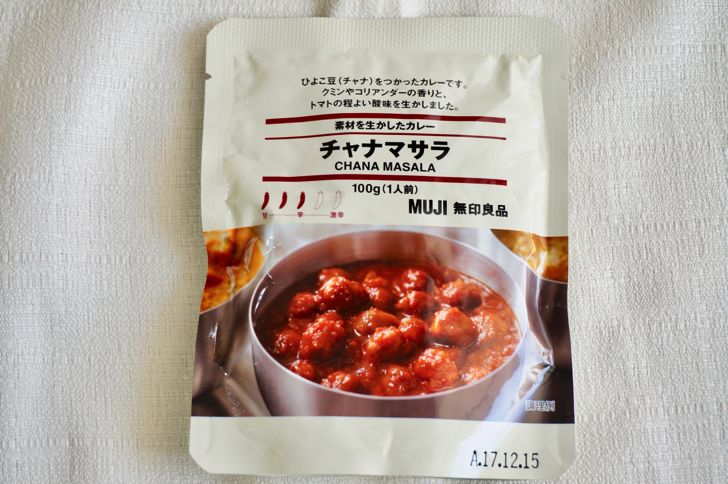 ひよこ豆（チャナ）をつかったカレーです。
クミンやコリアンダーの香りと、
トマトの程よい酸味を生かしました。
素材を生かしたカレー
チャナマサラ
CHANA MASALA
100g（1人前）
甘 辛 激辛
MUJI 無印良品
調理例
A.17.12.15